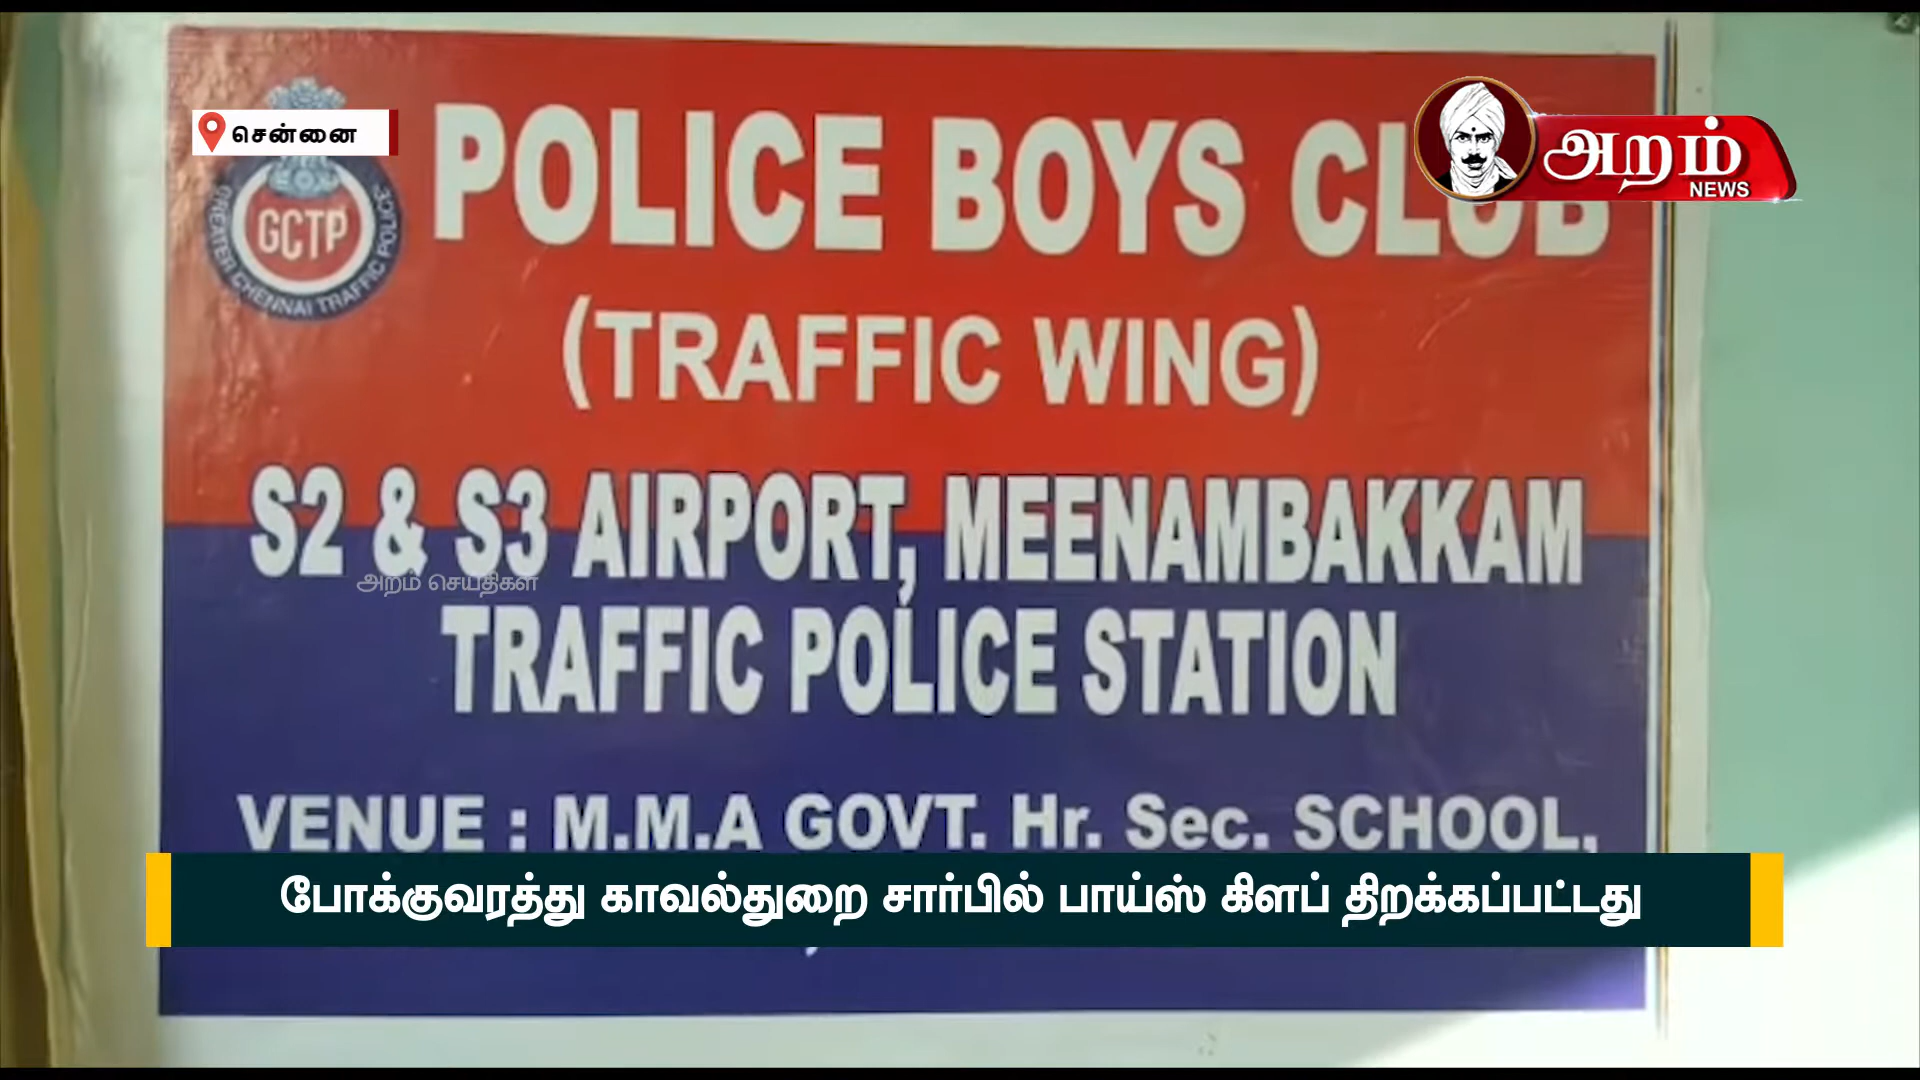 சென்னை
அறம்
NEWS
GCTP
GREATER CHENNAI TRAFFIC POLICE
POLICE BOYS CLUB
(TRAFFIC WING)
S2 & S3 AIRPORT, MEENAMBAKKAM
அறம் செய்திகள்
TRAFFIC POLICE STATION
VENUE : M.M.A GOVT. Hr. Sec. SCHOOL,
போக்குவரத்து காவல்துறை சார்பில் பாய்ஸ் கிளப் திறக்கப்பட்டது